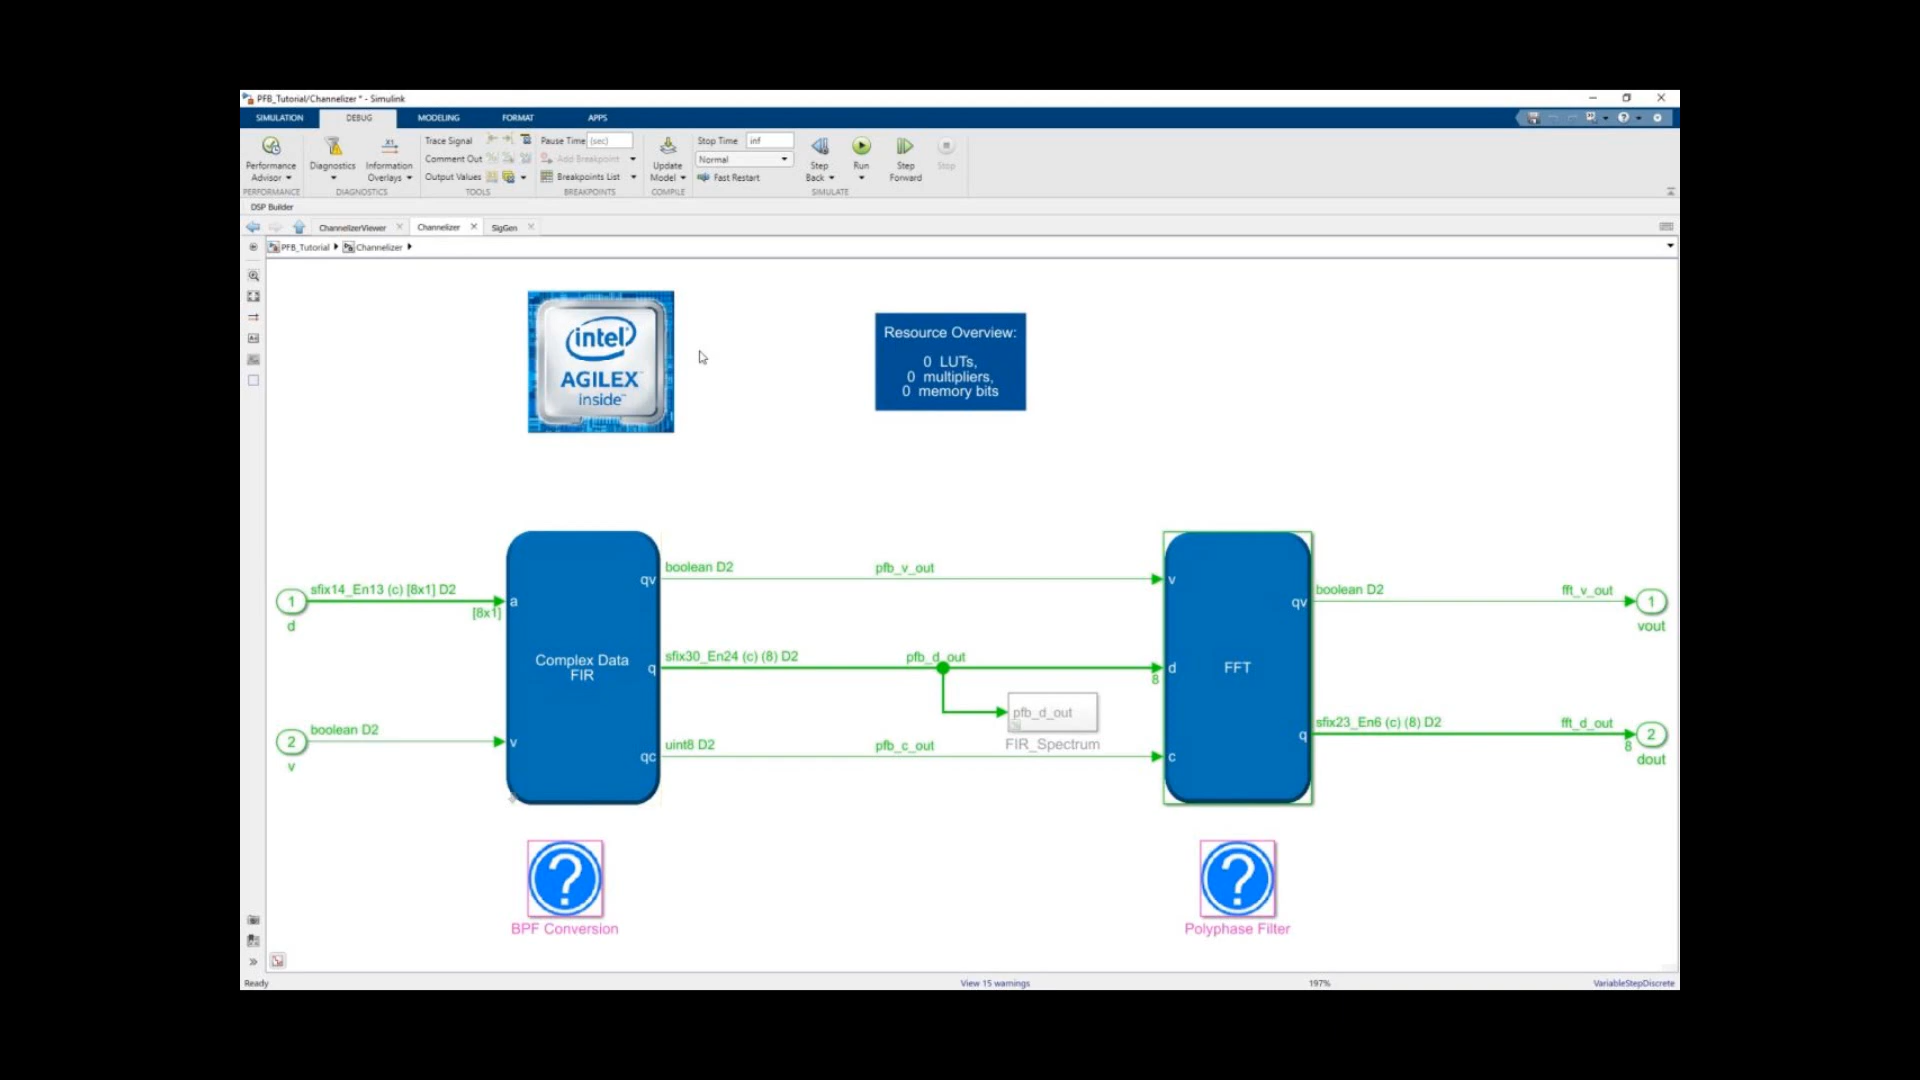 PFB_Tutorial/Channelizer * - Simulink
SIMULATION DEBUG MODELING FORMAT APPS
Performance
Advisor
PERFORMANCE
Diagnostics
Information
Overlays
DIAGNOSTICS
Trace Signal
Comment Out
Output Values
TOOLS
Pause Time (sec)
Add Breakpoint
Breakpoints List
BREAKPOINTS
Update
Model
COMPILE
Stop Time inf
Normal
Fast Restart
Step
Back
Run
Step
Forward
Stop
SIMULATE
DSP Builder
ChannelizerViewer Channelizer SigGen
PFB_Tutorial Channelizer
intel
AGILEX
inside™
Resource Overview:
0 LUTs,
0 multipliers,
0 memory bits
1
d
sfix14_En13 (c) [8x1] D2
[8x1]
2
v
boolean D2
a
v
Complex Data
FIR
qv
q
qc
boolean D2
pfb_v_out
sfix30_En24 (c) (8) D2
pfb_d_out
8
pfb_d_out
FIR_Spectrum
uint8 D2
pfb_c_out
v
d
c
FFT
qv
q
boolean D2
fft_v_out
1
vout
sfix23_En6 (c) (8) D2
fft_d_out
8
2
dout
?
BPF Conversion
?
Polyphase Filter
Ready
View 15 warnings
197%
VariableStepDiscrete